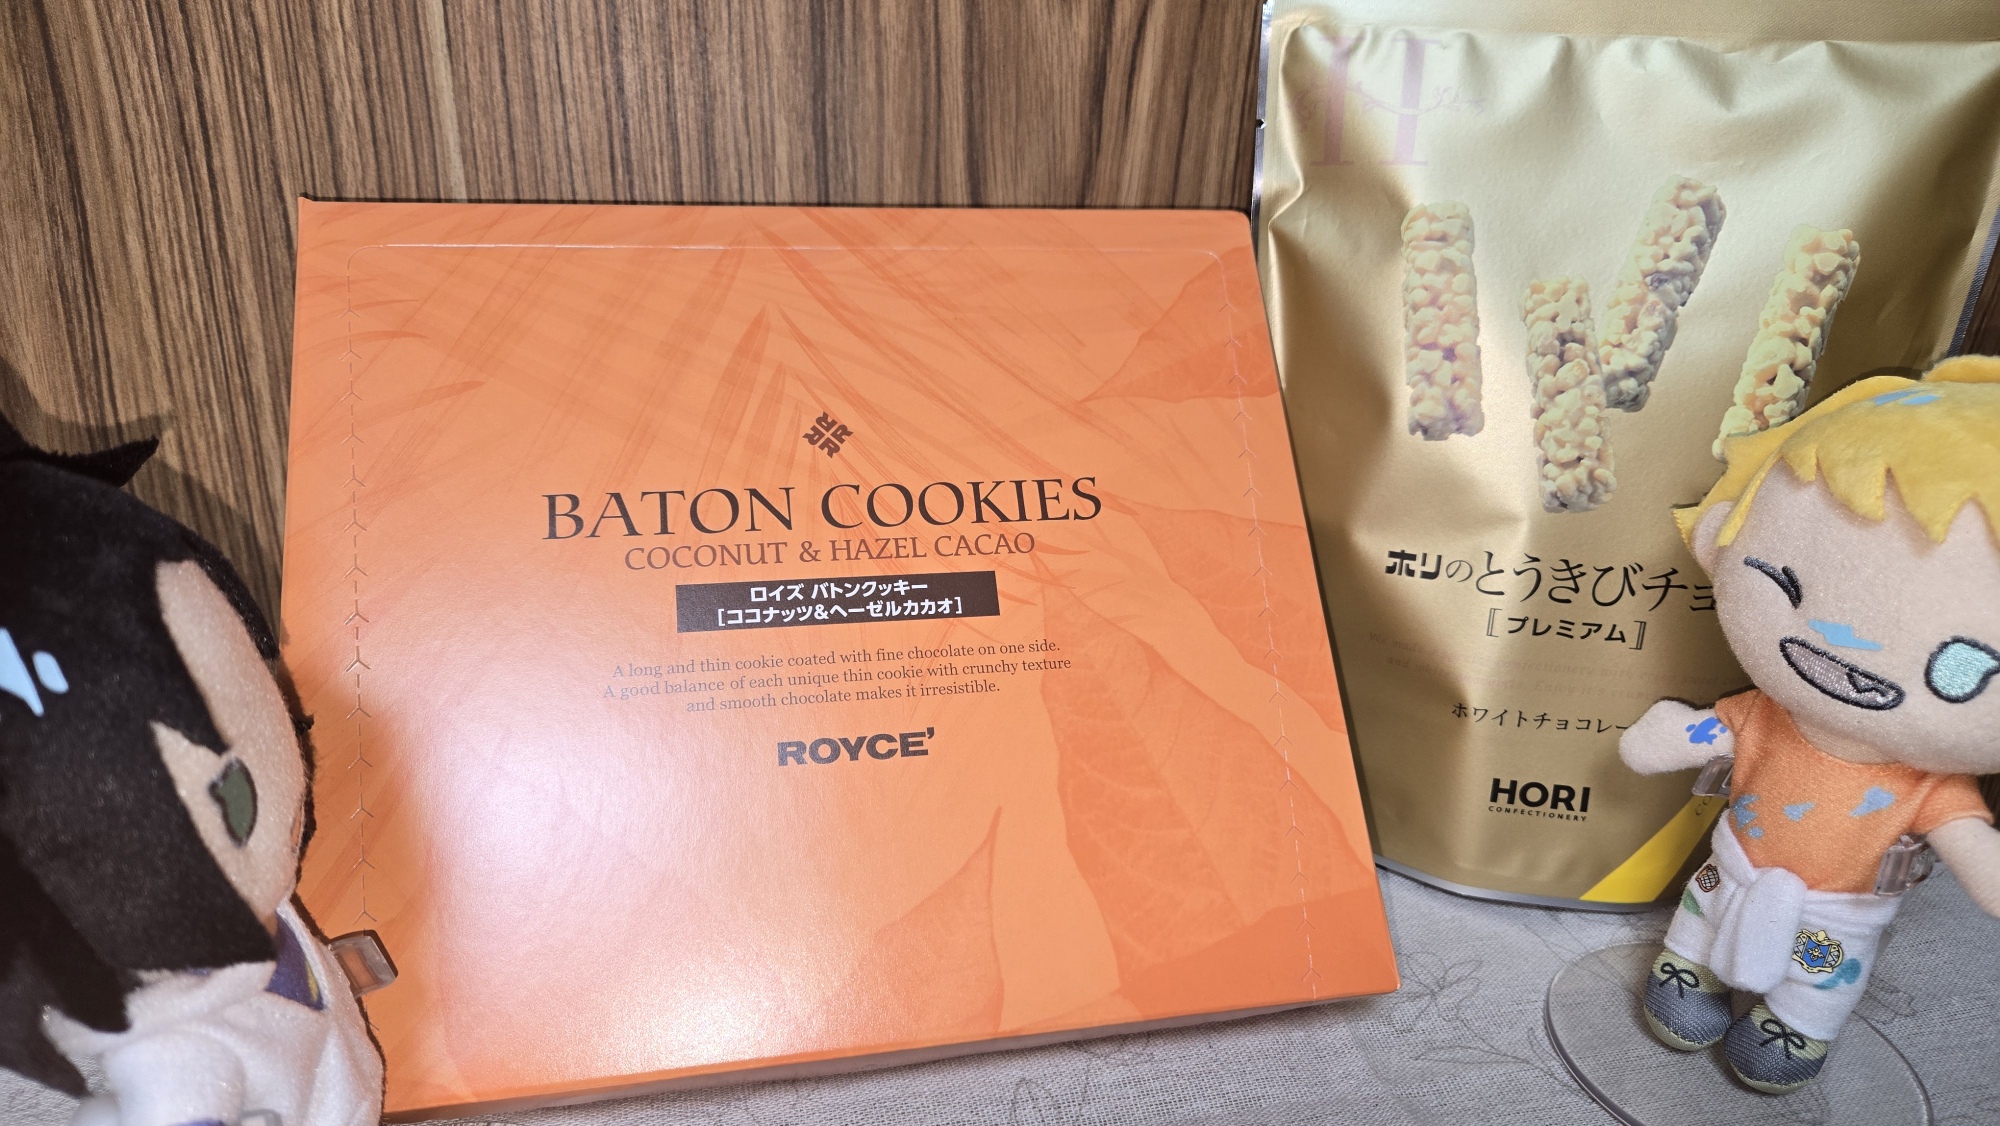 BATON COOKIES
COCONUT & HAZEL CACAO
ロイズ バトンクッキー
[ココナッツ&ヘーゼルカカオ]
A long and thin cookie coated with fine chocolate on one side.
A good balance of each unique thin cookie with crunchy texture
and smooth chocolate makes it irresistible.
ROYCE'
H
ホリのとうきびチョ
〚プレミアム〛
ホワイトチョコレー
HORI
CONFECTIONERY